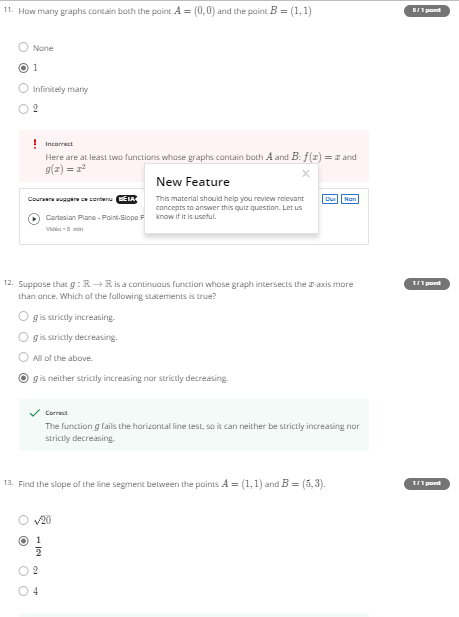 11. How many graphs contain both the point A = (0, 0) and the point B = (1, 1)
0 / 1 point
None
1
Infinitely many
2
! Incorrect
Here are at least two functions whose graphs contain both A and B: f(x) = x and
g(x) = x²
New Feature
×
This material should help you review relevant
concepts to answer this quiz question. Let us
know if it is useful.
Coursera suggère ce contenu BÊTA
Oui Non
Cartesian Plane - Point-Slope F
Vidéo • 8 min
12. Suppose that g : ℝ → ℝ is a continuous function whose graph intersects the x-axis more
1 / 1 point
than once. Which of the following statements is true?
g is strictly increasing.
g is strictly decreasing.
All of the above.
g is neither strictly increasing nor strictly decreasing.
Correct
The function g fails the horizontal line test, so it can neither be strictly increasing nor
strictly decreasing.
13. Find the slope of the line segment between the points A = (1, 1) and B = (5, 3).
1 / 1 point
√20
1/2
2
4